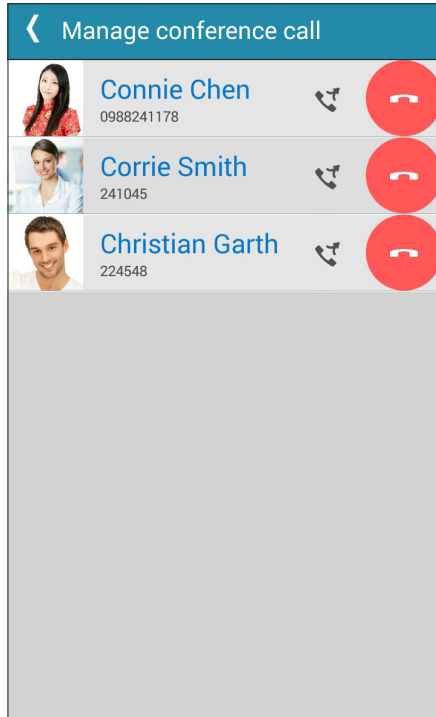 Manage conference call
Connie Chen
0988241178
Corrie Smith
241045
Christian Garth
224548